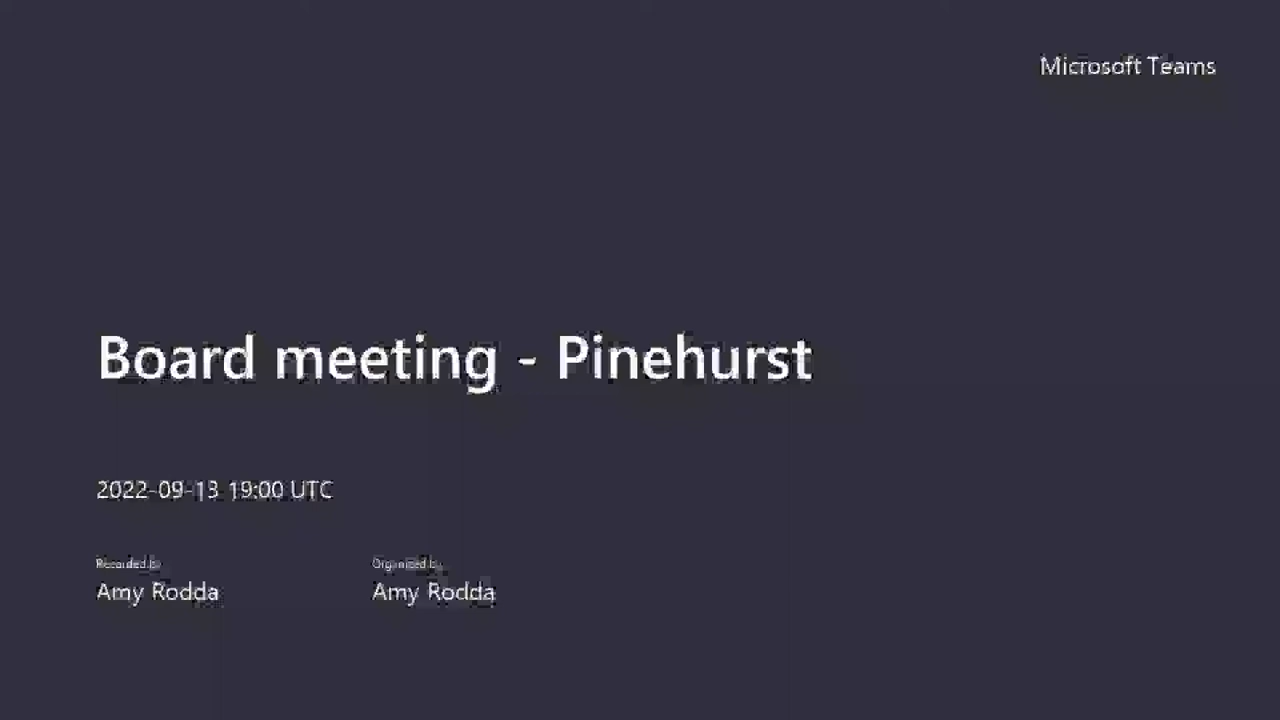 Microsoft Teams
Board meeting - Pinehurst
2022-09-13 19:00 UTC
Recorded by
Organized by
Amy Rodda
Amy Rodda